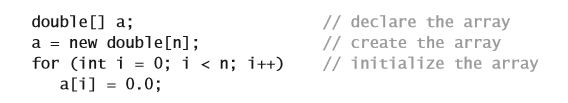 double[] a;                          // declare the array
a = new double[n];                   // create the array
for (int i = 0; i < n; i++)          // initialize the array
   a[i] = 0.0;